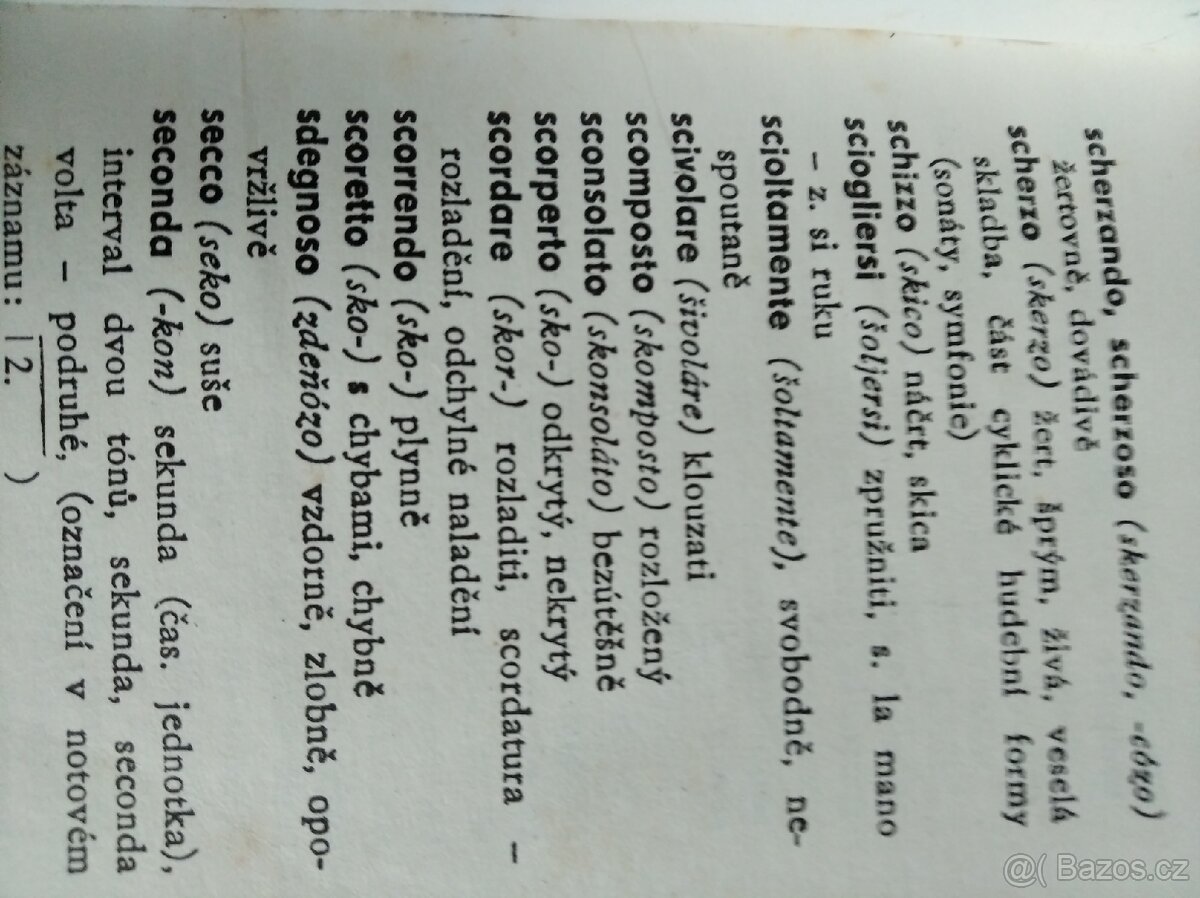 scherzando, scherzoso (skerzando, -cózo)
žertovně, dovádivě
scherzo (skerzo) žert, šprým, živá, veselá
skladba, část cyklické hudební formy
(sonáty, symfonie)
schizzo (skico) náčrt, skica
sciogliersi (šoljersi) zpružniti, s. la mano
– z. si ruku
scioltamente (šoltamente), svobodně, ne-
spoutaně
scivolare (šivoláre) klouzati
scomposto (skomposto) rozložený
sconsolato (skonsoláto) bezútěšně
scorperto (sko-) odkrytý, nekrytý
scordare (skor-) rozladiti, scordatura –
rozladění, odchylné naladění
scorrendo (sko-) plynně
scoretto (sko-) s chybami, chybně
sdegnoso (zdeňózo) vzdorně, zlobně, opo-
vržlivě
secco (seko) suše
seconda (-kon) sekunda (čas. jednotka),
interval dvou tónů, sekunda, seconda
volta – podruhé, (označení v notovém
záznamu: | 2. )
@( Bazos.cz